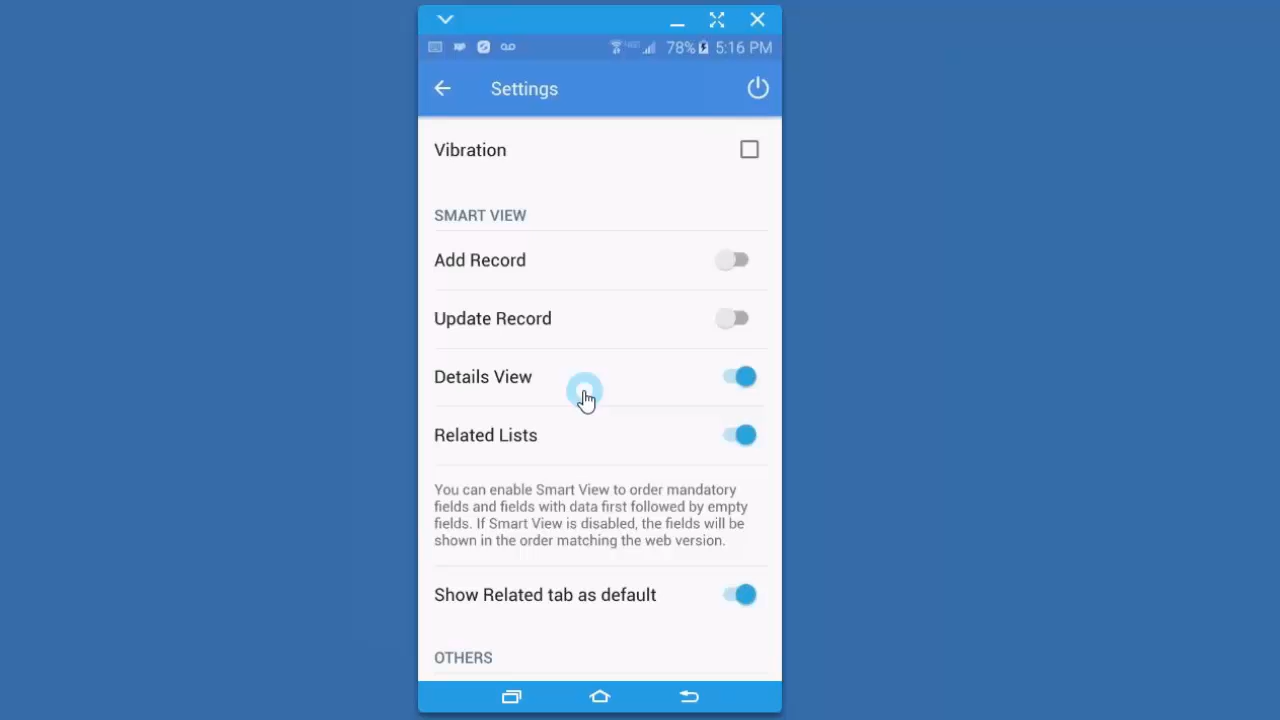 78% 5:16 PM
Settings
Vibration
SMART VIEW
Add Record
Update Record
Details View
Related Lists
You can enable Smart View to order mandatory
fields and fields with data first followed by empty
fields. If Smart View is disabled, the fields will be
shown in the order matching the web version.
Show Related tab as default
OTHERS